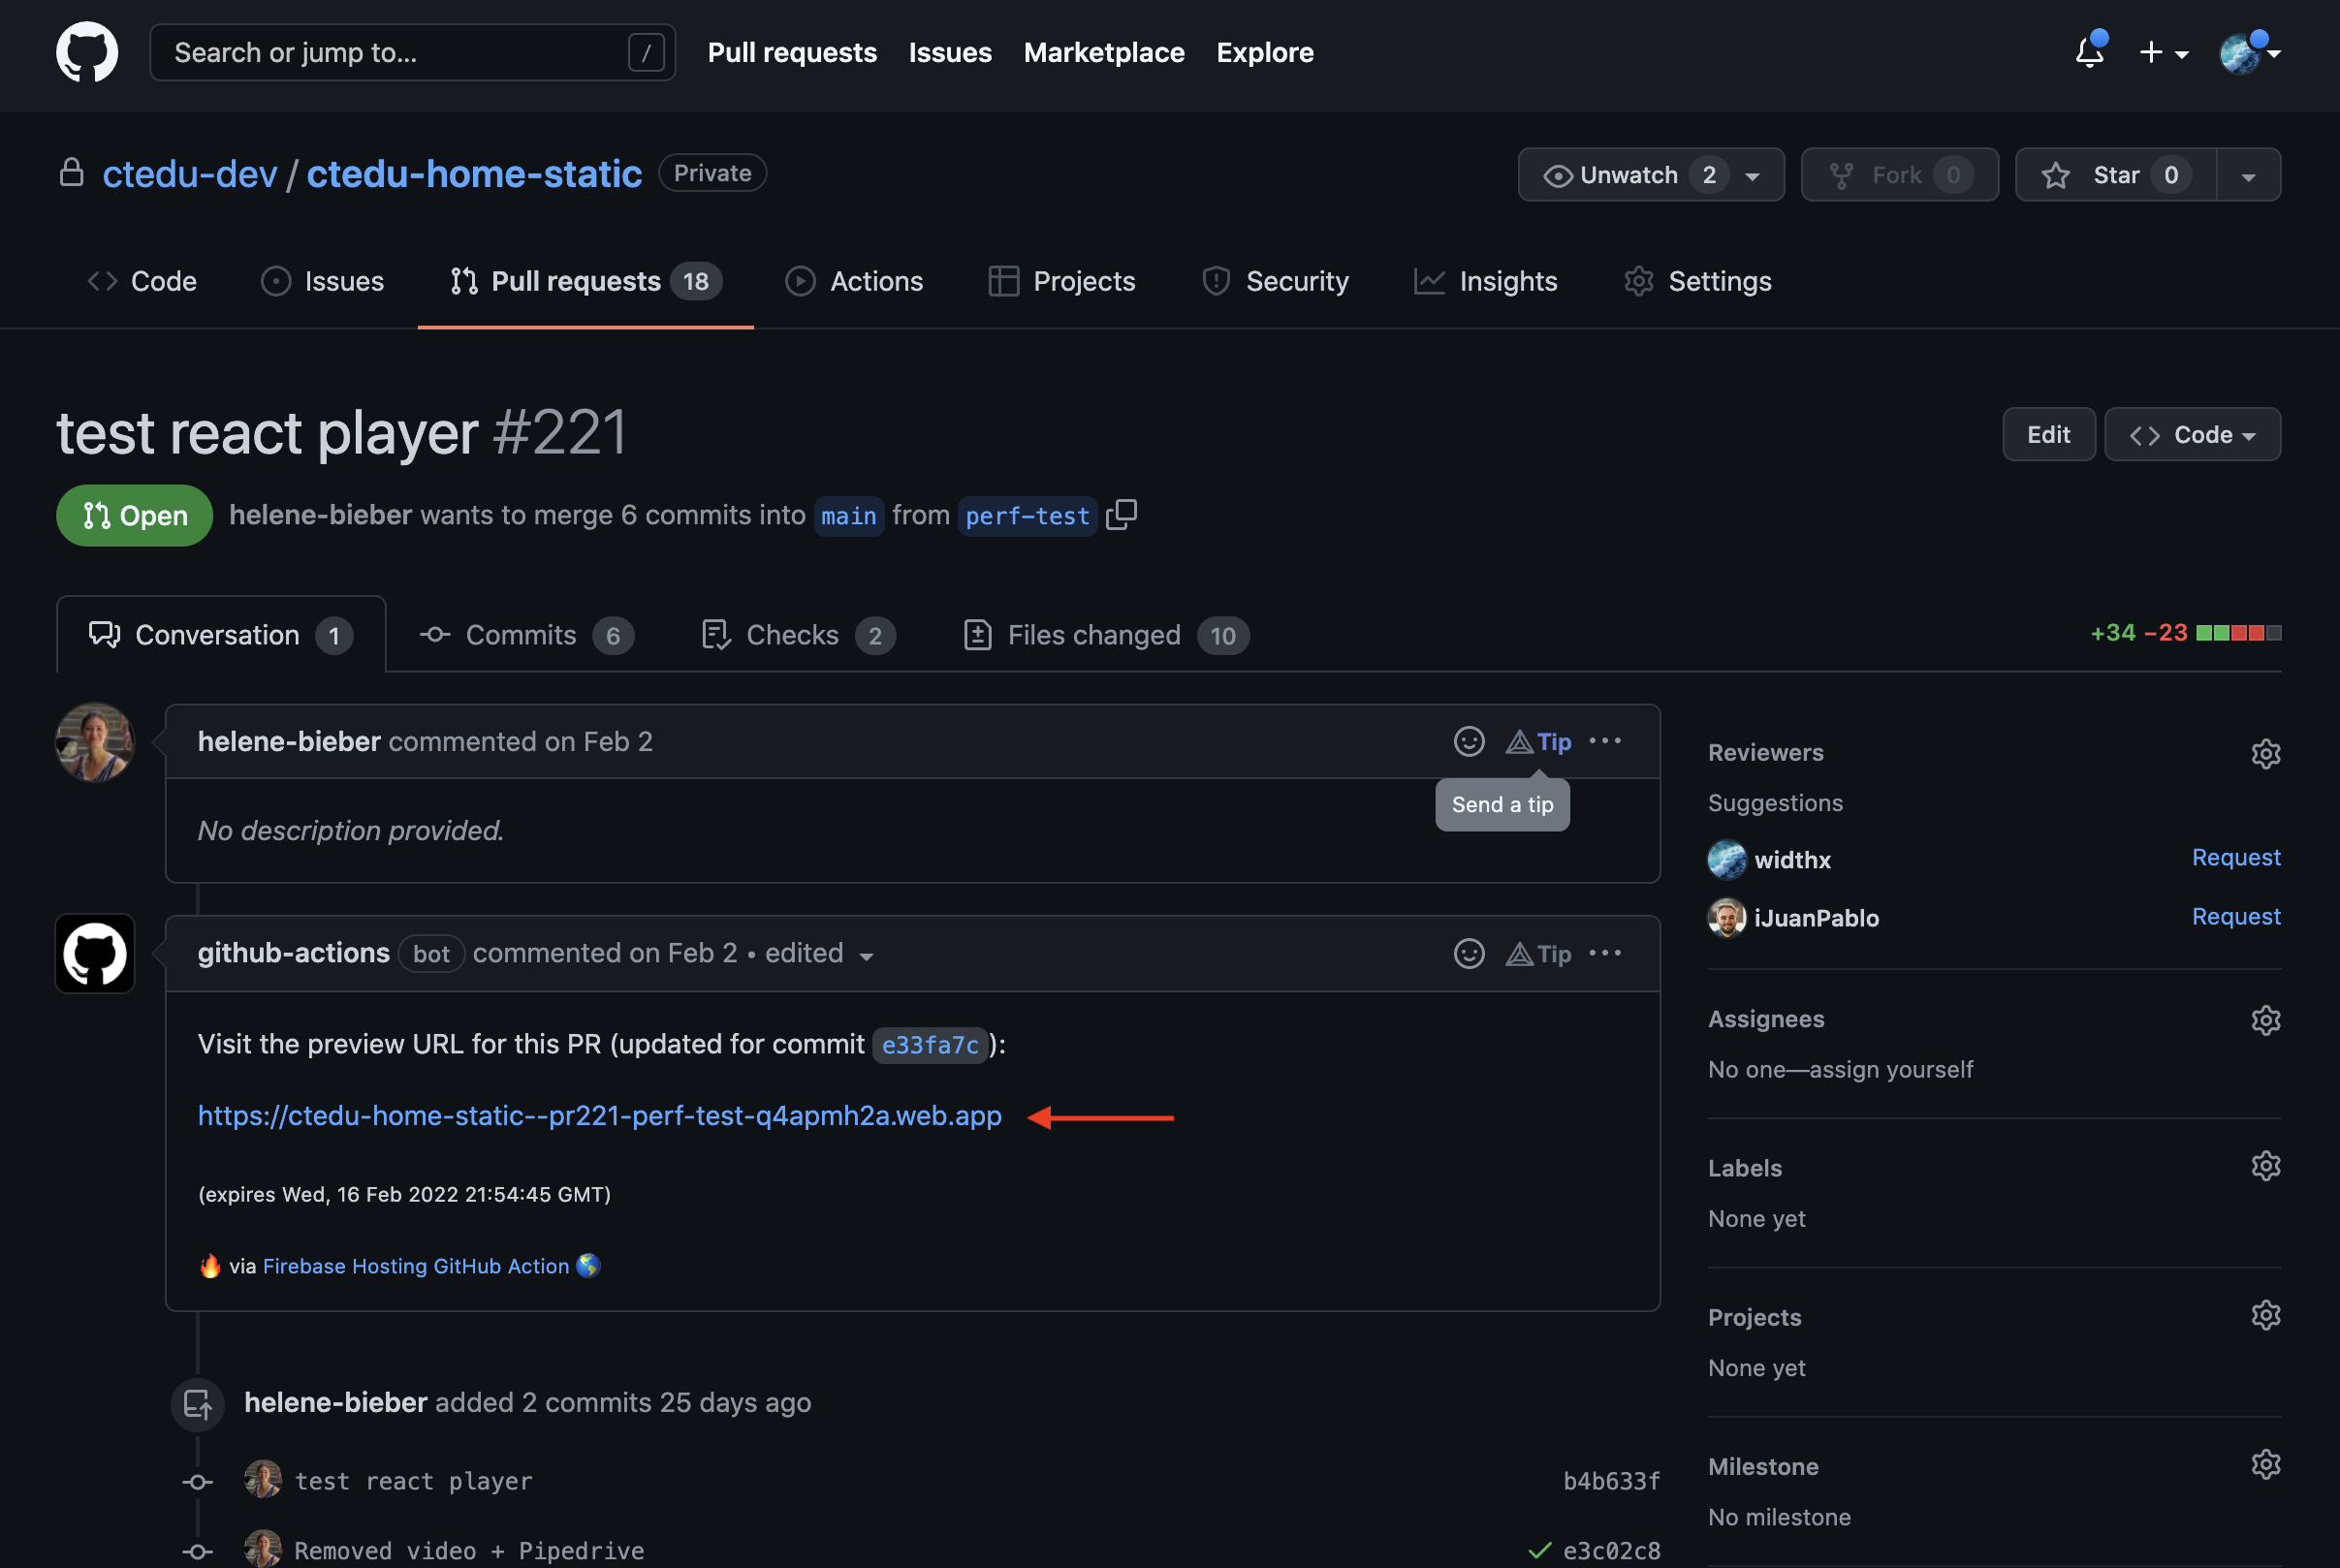 Search or jump to...
/
Pull requests
Issues
Marketplace
Explore
ctedu-dev / ctedu-home-static
Private
Unwatch 2
Fork 0
Star 0
Code
Issues
Pull requests 18
Actions
Projects
Security
Insights
Settings
test react player #221
Edit
Code
Open
helene-bieber wants to merge 6 commits into main from perf-test
Conversation 1
Commits 6
Checks 2
Files changed 10
+34 −23
helene-bieber commented on Feb 2
Tip
Send a tip
No description provided.
github-actions bot commented on Feb 2 • edited
Tip
Visit the preview URL for this PR (updated for commit e33fa7c):
https://ctedu-home-static--pr221-perf-test-q4apmh2a.web.app
(expires Wed, 16 Feb 2022 21:54:45 GMT)
🔥 via Firebase Hosting GitHub Action 🌎
helene-bieber added 2 commits 25 days ago
test react player
b4b633f
Removed video + Pipedrive
e3c02c8
Reviewers
Suggestions
widthx
Request
iJuanPablo
Request
Assignees
No one—assign yourself
Labels
None yet
Projects
None yet
Milestone
No milestone